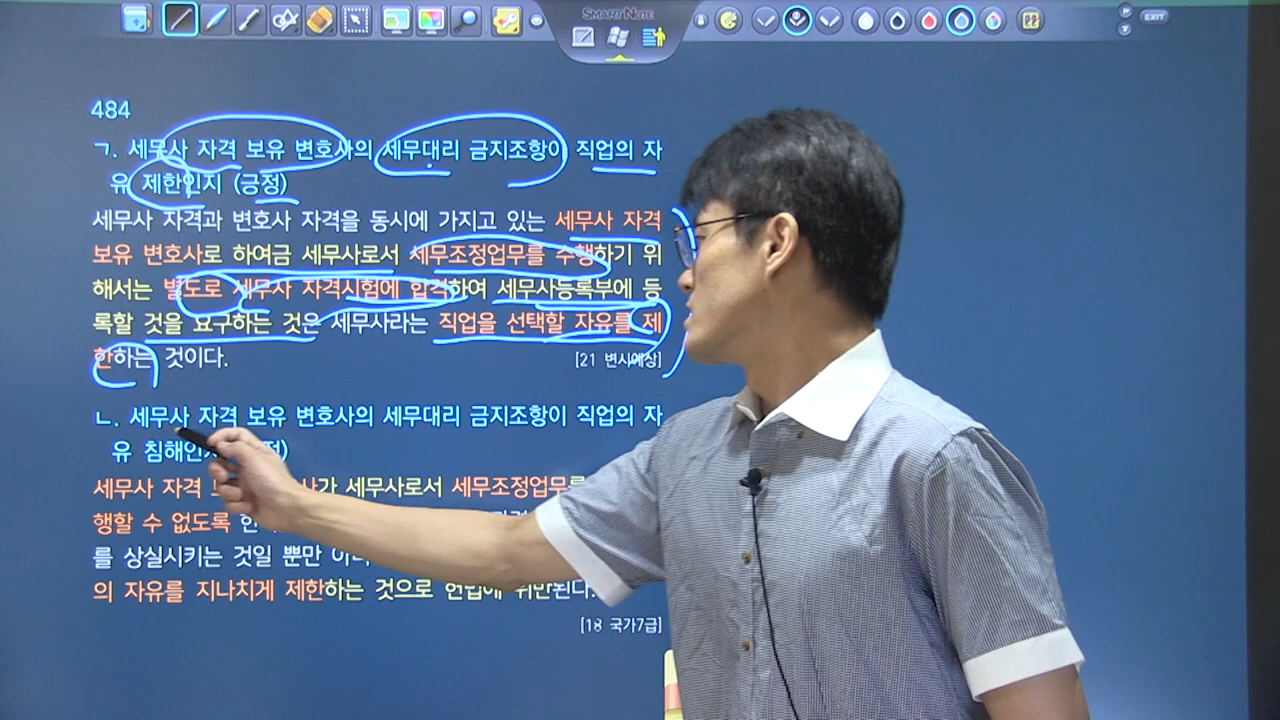 SMART NOTE
EXIT
484
ㄱ. 세무사 자격 보유 변호사의 세무대리 금지조항이 직업의 자
유 제한인지 (긍정)
세무사 자격과 변호사 자격을 동시에 가지고 있는 세무사 자격
보유 변호사로 하여금 세무사로서 세무조정업무를 수행하기 위
해서는 별도로 세무사 자격시험에 합격하여 세무사등록부에 등
록할 것을 요구하는 것은 세무사라는 직업을 선택할 자유를 제
한하는 것이다.
[21 변시예상]
ㄴ. 세무사 자격 보유 변호사의 세무대리 금지조항이 직업의 자
유 침해인지
세무사 자격 세무사로서 세무조정업무를
행할 수 없도록
를 상실시키는 것일 뿐만
의 자유를 지나치게 제한하는 것으로 헌법에 위반된다.
[18 국가7급]